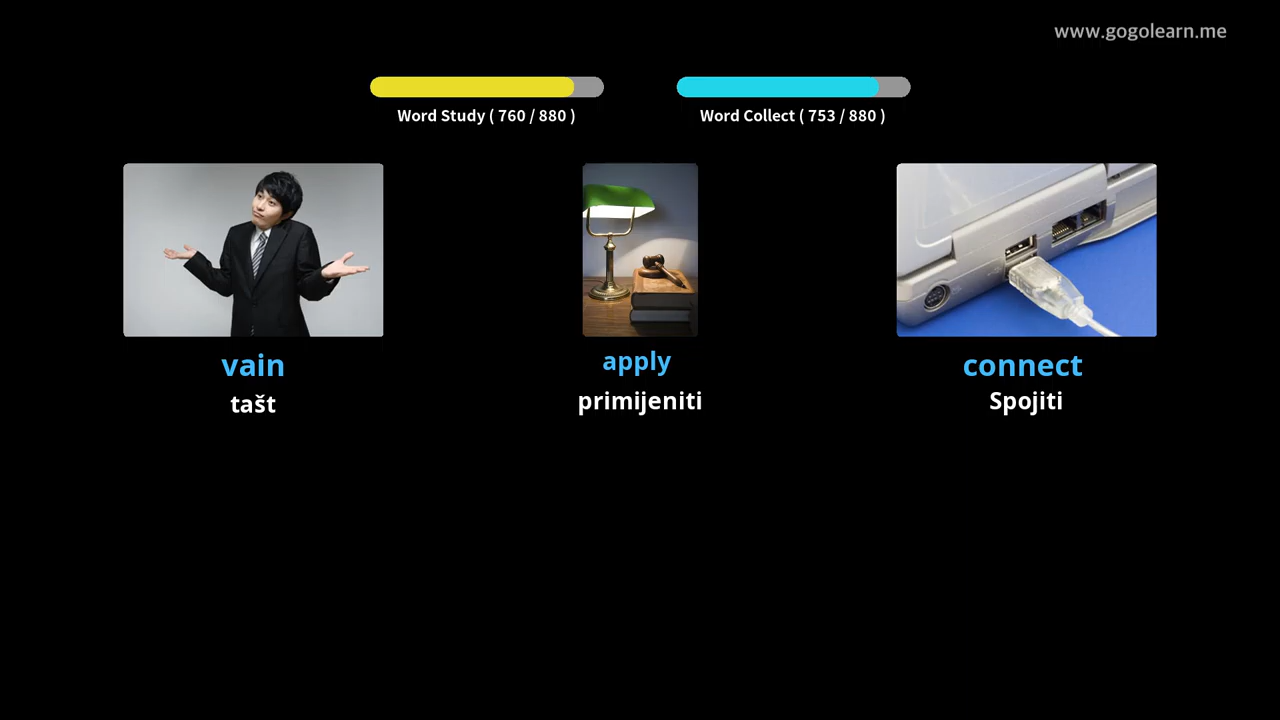 www.gogolearn.me
Word Study ( 760 / 880 )
Word Collect ( 753 / 880 )
vain
tašt
apply
primijeniti
connect
Spojiti